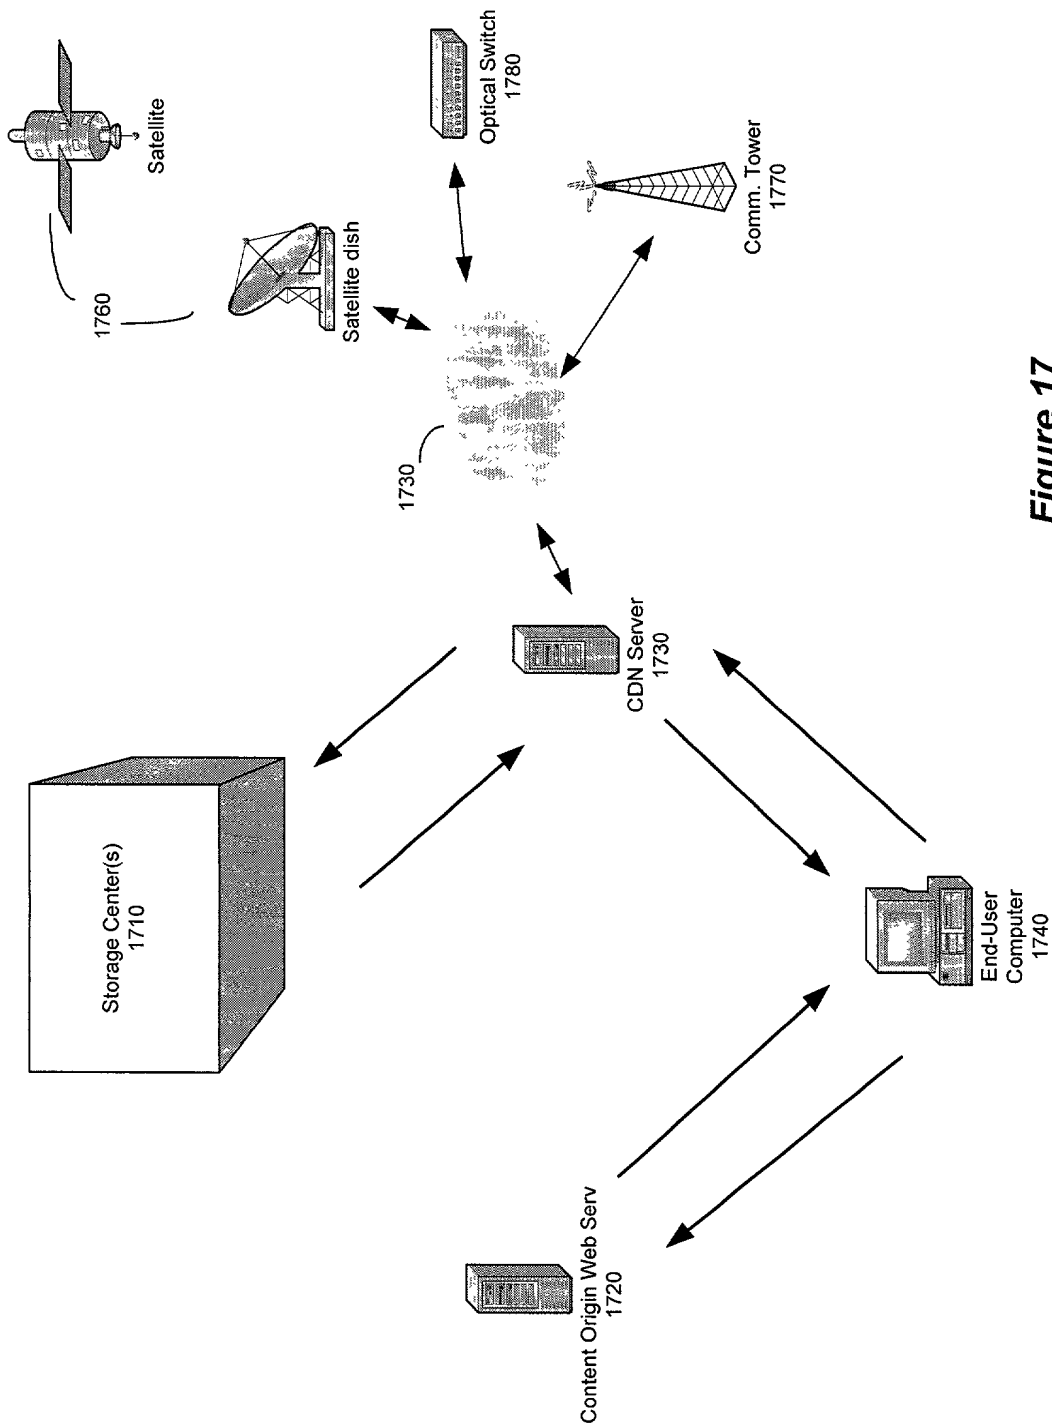 Storage Center(s)
1710
1760
Satellite
Satellite dish
1730
Optical Switch
1780
Content Origin Web Serv
1720
CDN Server
1730
Comm. Tower
1770
End-User
Computer
1740
Figure 17